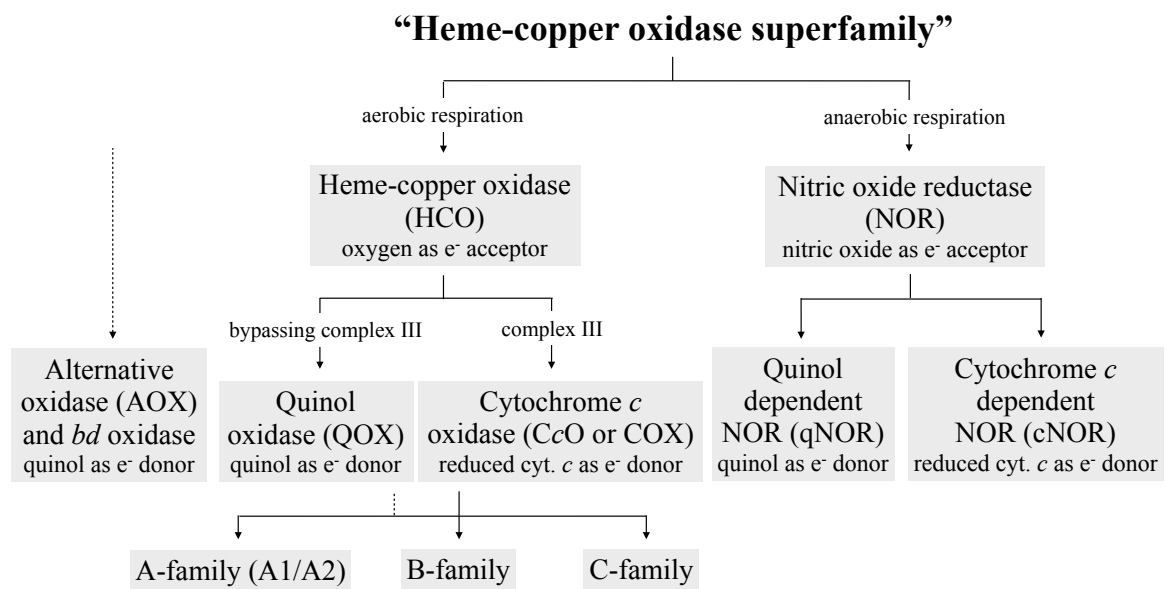 “Heme-copper oxidase superfamily”
aerobic respiration
anaerobic respiration
Heme-copper oxidase
(HCO)
oxygen as e- acceptor
Nitric oxide reductase
(NOR)
nitric oxide as e- acceptor
bypassing complex III
complex III
Alternative
oxidase (AOX)
and bd oxidase
quinol as e- donor
Quinol
oxidase (QOX)
quinol as e- donor
Cytochrome c
oxidase (CcO or COX)
reduced cyt. c as e- donor
Quinol
dependent
NOR (qNOR)
quinol as e- donor
Cytochrome c
dependent
NOR (cNOR)
reduced cyt. c as e- donor
A-family (A1/A2)
B-family
C-family